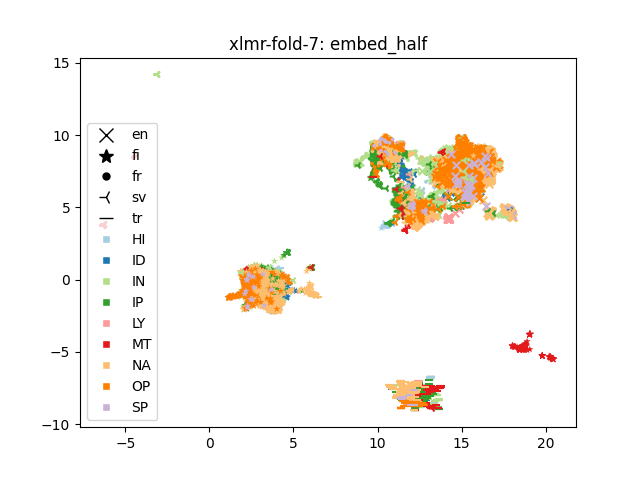 xlmr-fold-7: embed_half
15
10
5
0
−5
−10
−5
0
5
10
15
20
en
fi
fr
sv
tr
HI
ID
IN
IP
LY
MT
NA
OP
SP